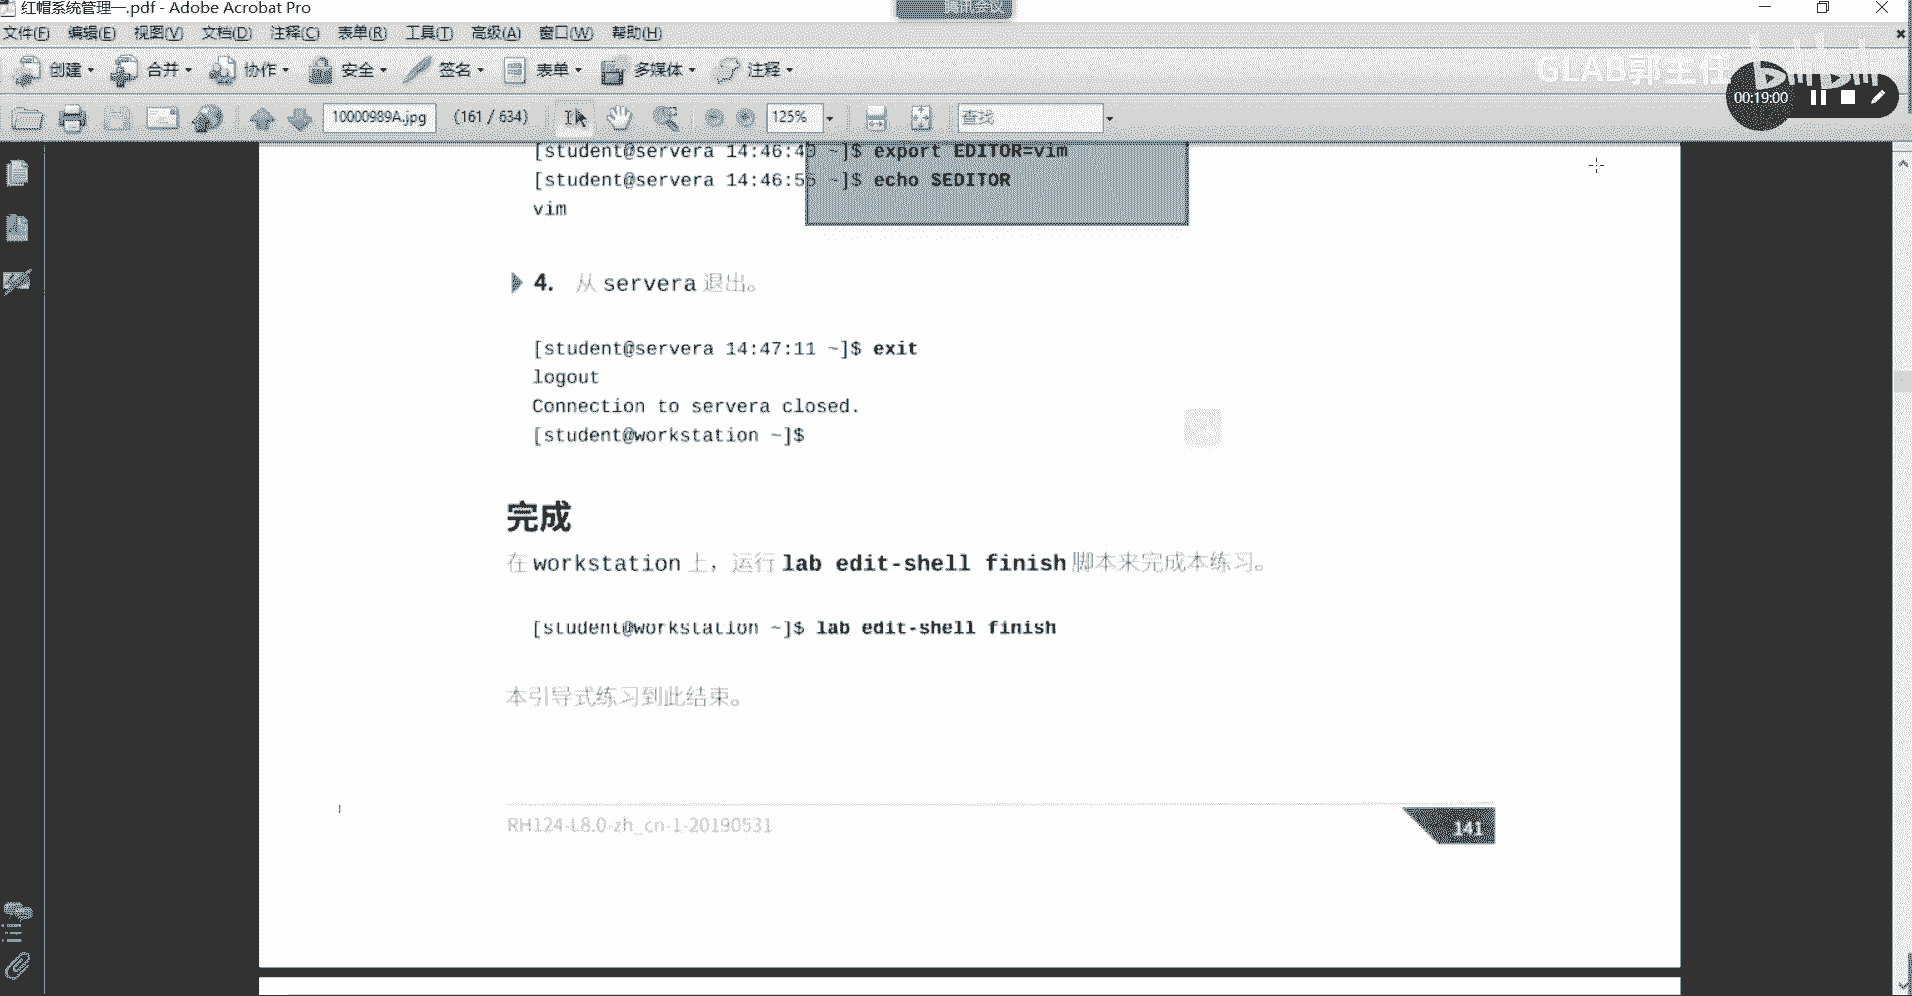 红帽系统管理一.pdf - Adobe Acrobat Pro
腾讯会议
文件(F) 编辑(E) 视图(V) 文档(D) 注释(C) 表单(R) 工具(T) 高级(A) 窗口(W) 帮助(H)
创建 合并 协作 安全 签名 表单 多媒体 注释
GLAB郭主任 bilibili
00:19:00
10000989A.jpg (161 / 634) 125% 查找
[student@servera 14:46:40 ~]$ export EDITOR=vim
[student@servera 14:46:56 ~]$ echo SEDITOR
vim
4. 从 servera 退出。
[student@servera 14:47:11 ~]$ exit
logout
Connection to servera closed.
[student@workstation ~]$
完成
在 workstation 上，运行 lab edit-shell finish 脚本来完成本练习。
[student@workstation ~]$ lab edit-shell finish
本引导式练习到此结束。
RH124-L8.0-zh_cn-1-20190531
141